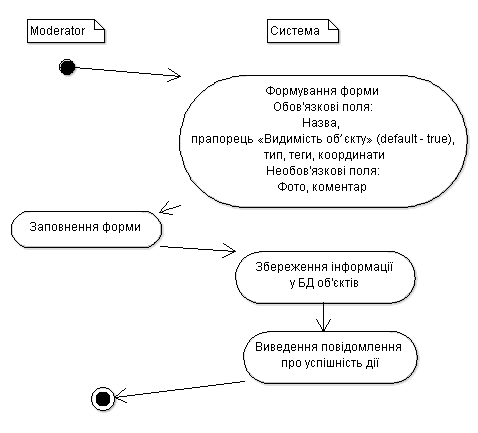 Moderator
Система
Формування форми
Обов'язкові поля:
Назва,
прапорець «Видимість об´єкту» (default - true),
тип, теги, координати
Необов'язкові поля:
Фото, коментар
Заповнення форми
Збереження інформації
у БД об'єктів
Виведення повідомлення
про успішність дії